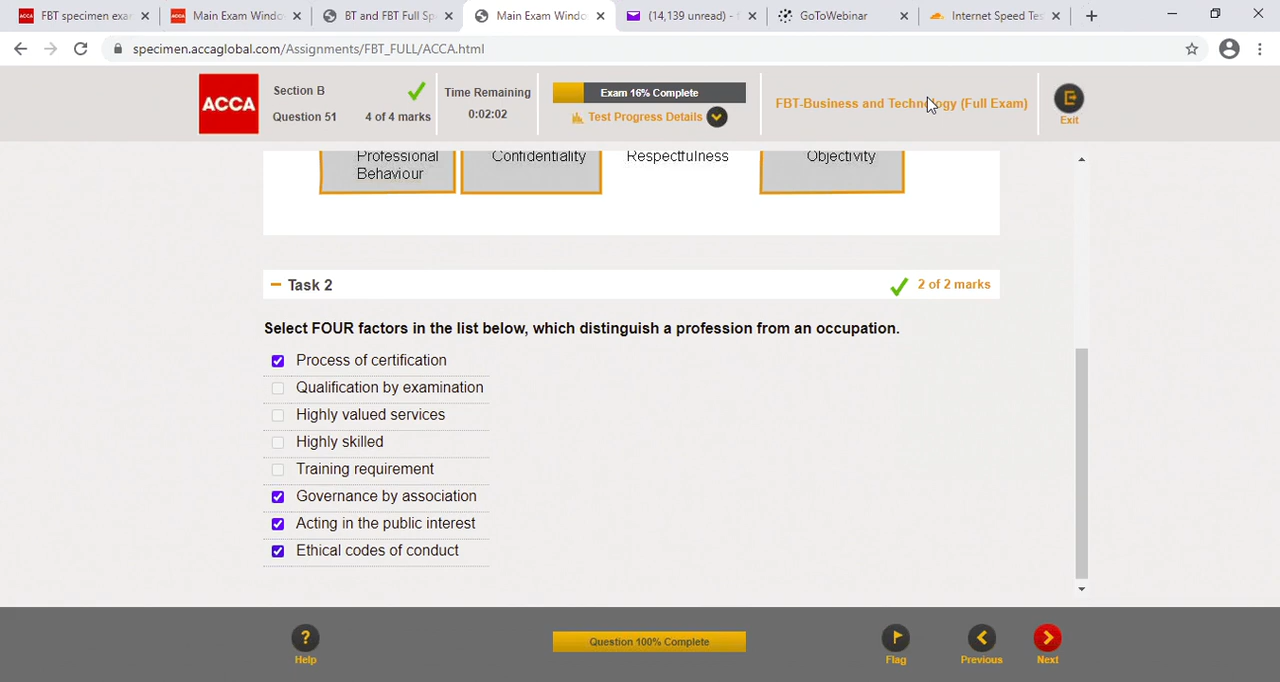 FBT specimen exar
Main Exam Windo
BT and FBT Full Sp
Main Exam Windo
(14,139 unread) - f
GoToWebinar
Internet Speed Tes
specimen.accaglobal.com/Assignments/FBT_FULL/ACCA.html
ACCA
Section B
Question 51
4 of 4 marks
Time Remaining
0:02:02
Exam 16% Complete
Test Progress Details
FBT-Business and Technology (Full Exam)
Exit
Professional
Behaviour
Confidentiality
Respectfulness
Objectivity
Task 2
2 of 2 marks
Select FOUR factors in the list below, which distinguish a profession from an occupation.
Process of certification
Qualification by examination
Highly valued services
Highly skilled
Training requirement
Governance by association
Acting in the public interest
Ethical codes of conduct
?
Help
Question 100% Complete
Flag
Previous
Next